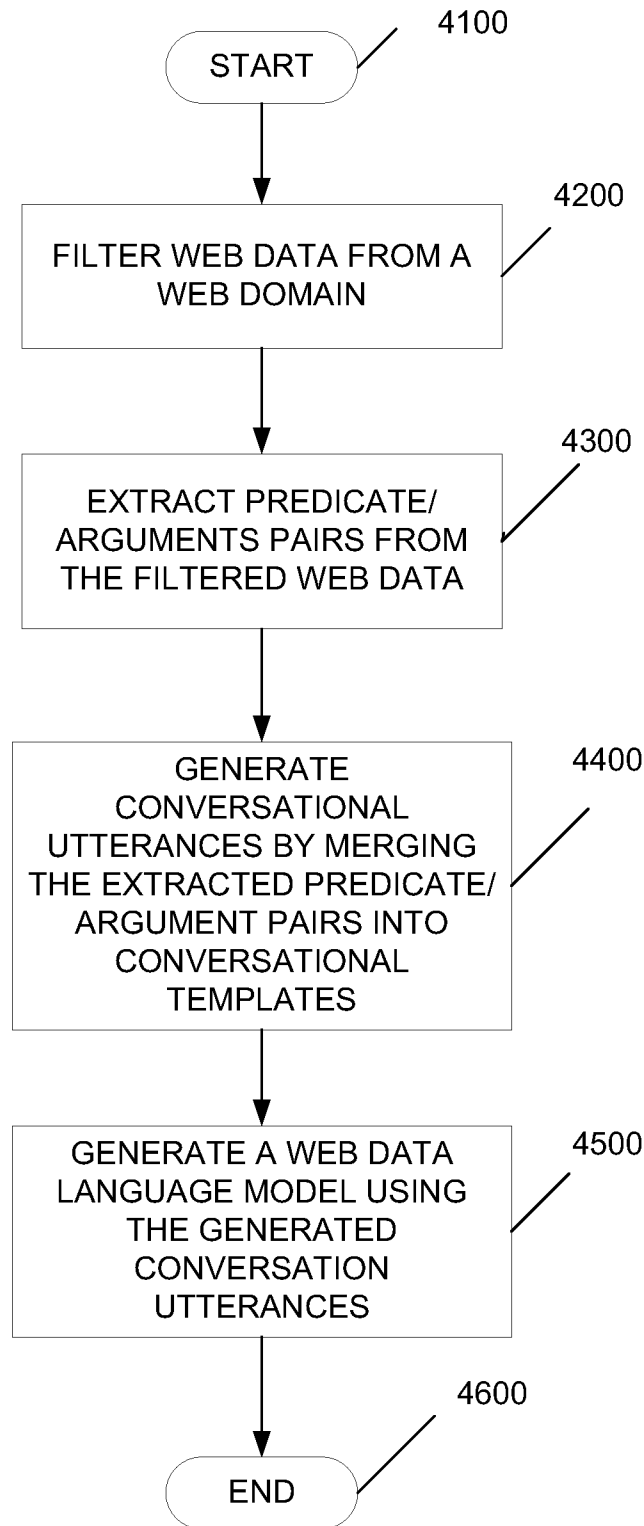 4100
START
4200
FILTER WEB DATA FROM A
WEB DOMAIN
4300
EXTRACT PREDICATE/
ARGUMENTS PAIRS FROM
THE FILTERED WEB DATA
4400
GENERATE
CONVERSATIONAL
UTTERANCES BY MERGING
THE EXTRACTED PREDICATE/
ARGUMENT PAIRS INTO
CONVERSATIONAL
TEMPLATES
4500
GENERATE A WEB DATA
LANGUAGE MODEL USING
THE GENERATED
CONVERSATION
UTTERANCES
4600
END